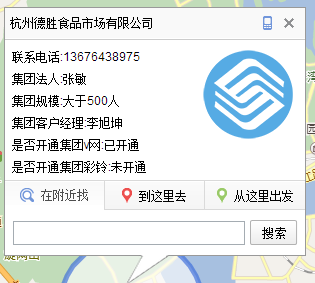 杭州德胜食品市场有限公司
联系电话:13676438975
集团法人:张敏
集团规模:大于500人
集团客户经理:李旭坤
是否开通集团V网:已开通
是否开通集团彩铃:未开通
在附近找 到这里去 从这里出发
搜索